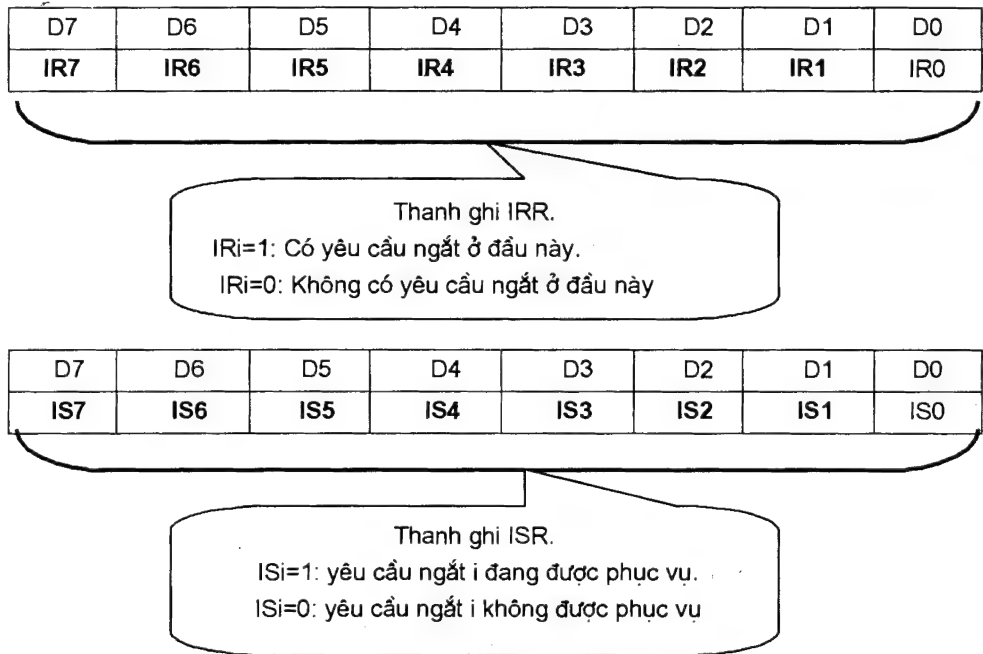 D7 D6 D5 D4 D3 D2 D1 D0
IR7 IR6 IR5 IR4 IR3 IR2 IR1 IR0
Thanh ghi IRR.
IRi=1: Có yêu cầu ngắt ở đầu này.
IRi=0: Không có yêu cầu ngắt ở đầu này
D7 D6 D5 D4 D3 D2 D1 D0
IS7 IS6 IS5 IS4 IS3 IS2 IS1 IS0
Thanh ghi ISR.
ISi=1: yêu cầu ngắt i đang được phục vụ.
ISi=0: yêu cầu ngắt i không được phục vụ